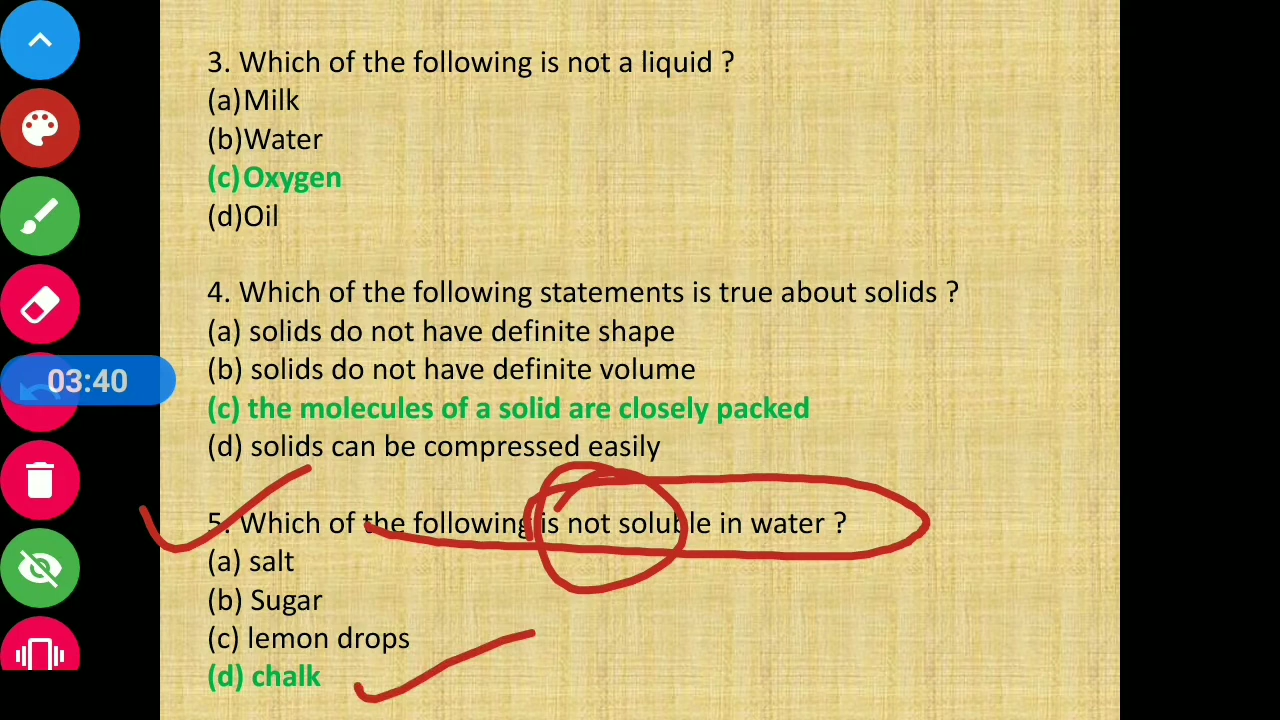 3. Which of the following is not a liquid ?
(a)Milk
(b)Water
(c)Oxygen
(d)Oil
4. Which of the following statements is true about solids ?
(a) solids do not have definite shape
(b) solids do not have definite volume
03:40
(c) the molecules of a solid are closely packed
(d) solids can be compressed easily
5. Which of the following is not soluble in water ?
(a) salt
(b) Sugar
(c) lemon drops
(d) chalk